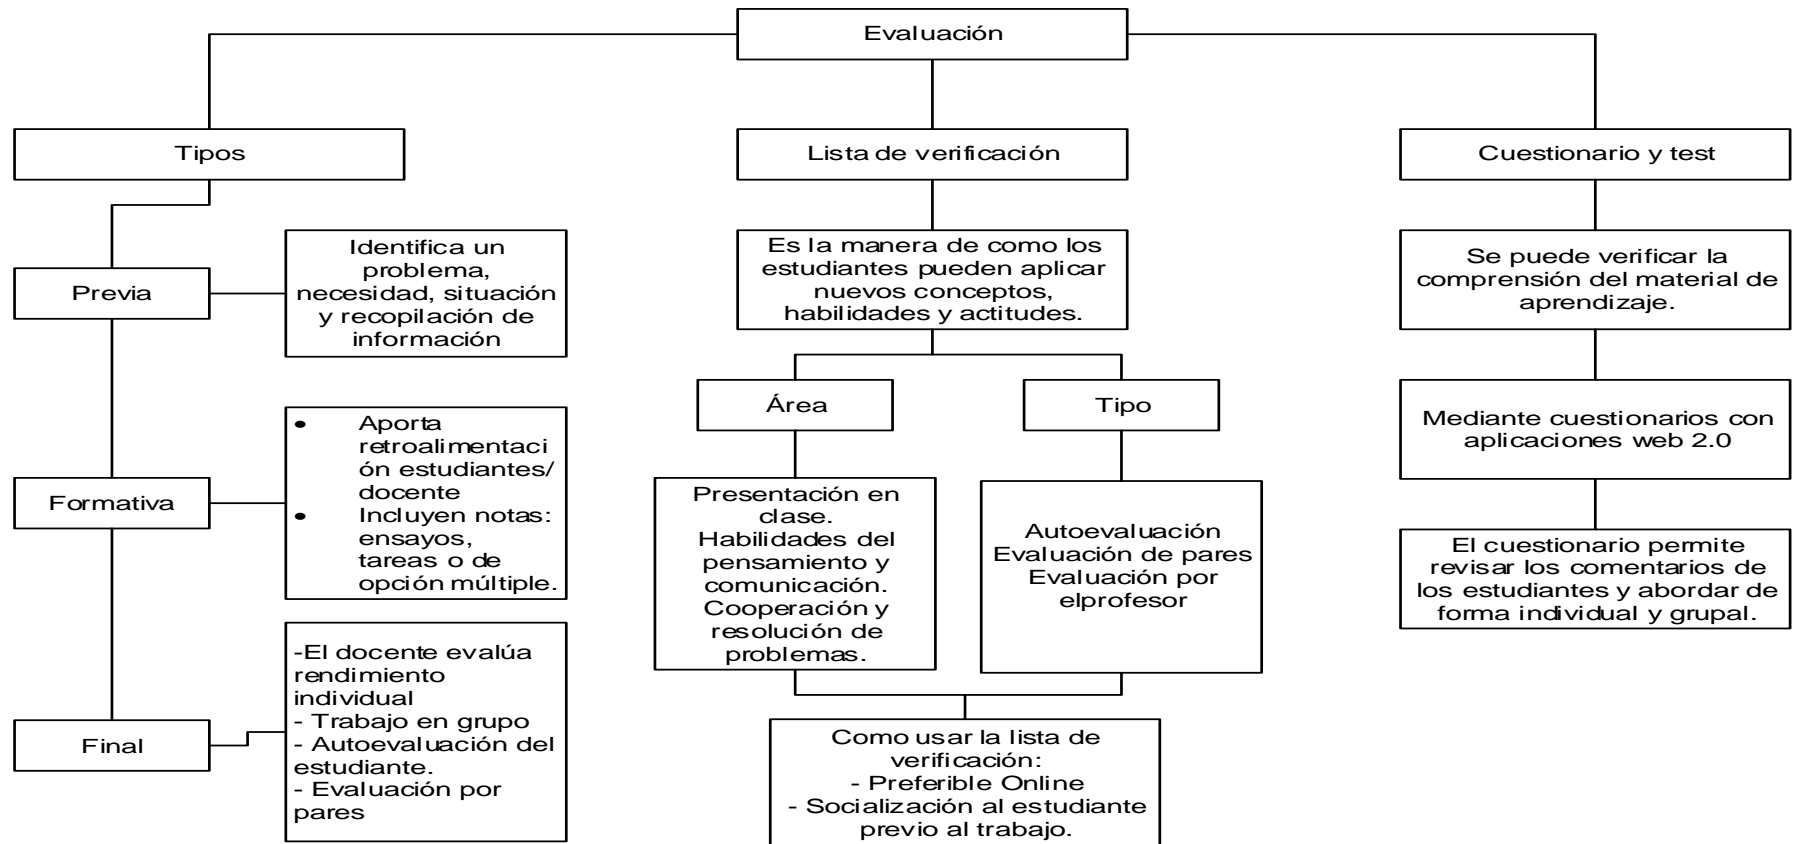 Evaluación
Tipos
Lista de verificación
Cuestionario y test
Previa
Identifica un
problema,
necesidad, situación
y recopilación de
información
Formativa
• Aporta
retroalimentaci
ón estudiantes/
docente
• Incluyen notas:
ensayos,
tareas o de
opción múltiple.
Final
-El docente evalúa
rendimiento
individual
- Trabajo en grupo
- Autoevaluación del
estudiante.
- Evaluación por
pares
Es la manera de como los
estudiantes pueden aplicar
nuevos conceptos,
habilidades y actitudes.
Área
Tipo
Presentación en
clase.
Habilidades del
pensamiento y
comunicación.
Cooperación y
resolución de
problemas.
Autoevaluación
Evaluación de pares
Evaluación por
elprofesor
Como usar la lista de
verificación:
- Preferible Online
- Socialización al estudiante
previo al trabajo.
Se puede verificar la
comprensión del material de
aprendizaje.
Mediante cuestionarios con
aplicaciones web 2.0
El cuestionario permite
revisar los comentarios de
los estudiantes y abordar de
forma individual y grupal.